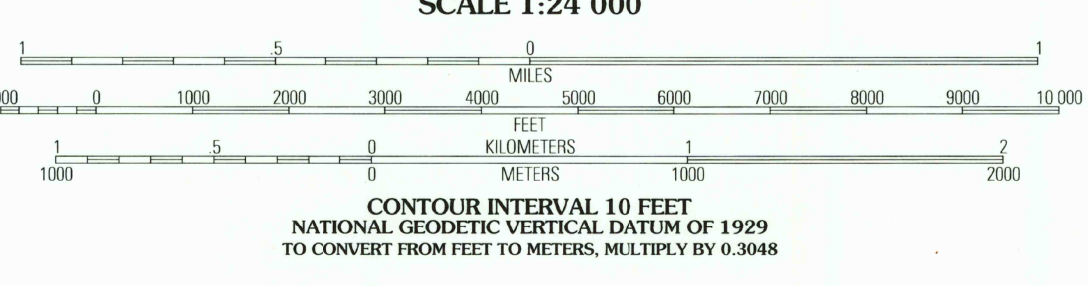 SCALE 1:24 000
1 .5 0 1
MILES
0 1000 2000 3000 4000 5000 6000 7000 8000 9000 10 000
FEET
1 .5 0 KILOMETERS 1 2
1000 0 METERS 1000 2000
CONTOUR INTERVAL 10 FEET
NATIONAL GEODETIC VERTICAL DATUM OF 1929
TO CONVERT FROM FEET TO METERS, MULTIPLY BY 0.3048